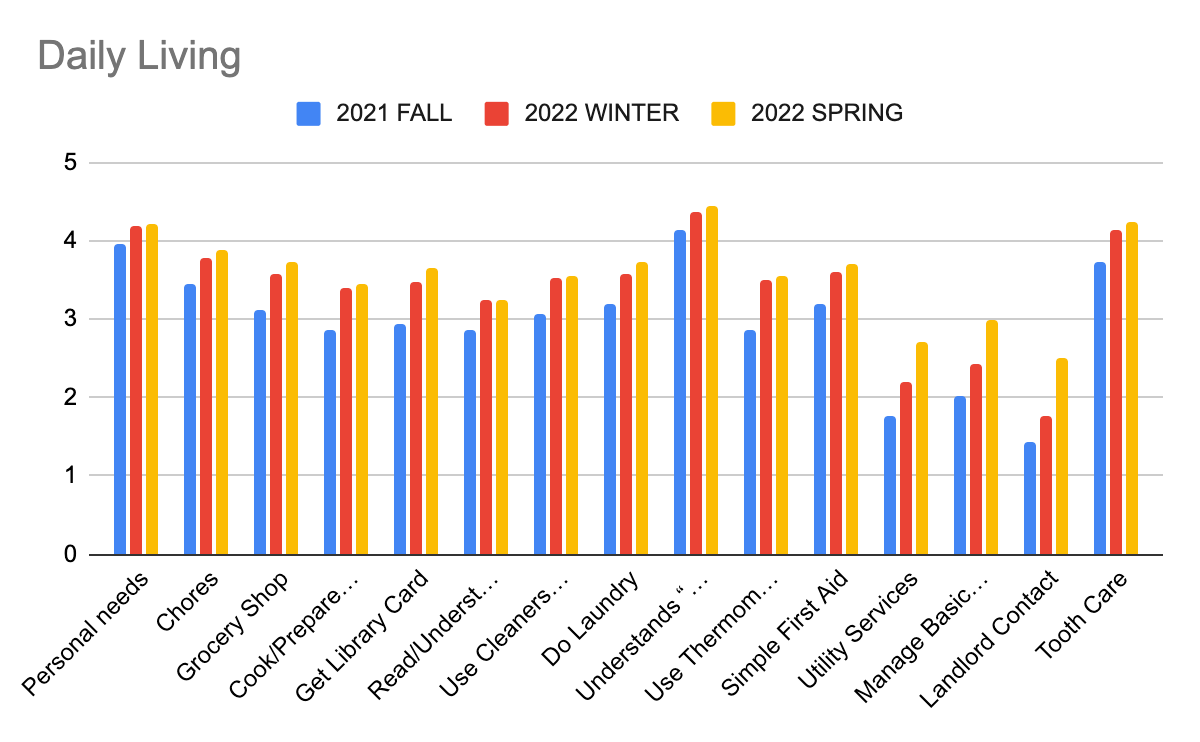 Daily Living
2021 FALL 2022 WINTER 2022 SPRING
5
4
3
2
1
0
Personal needs
Chores
Grocery Shop
Cook/Prepare…
Get Library Card
Read/Underst…
Use Cleaners…
Do Laundry
Understands “…
Use Thermom…
Simple First Aid
Utility Services
Manage Basic…
Landlord Contact
Tooth Care